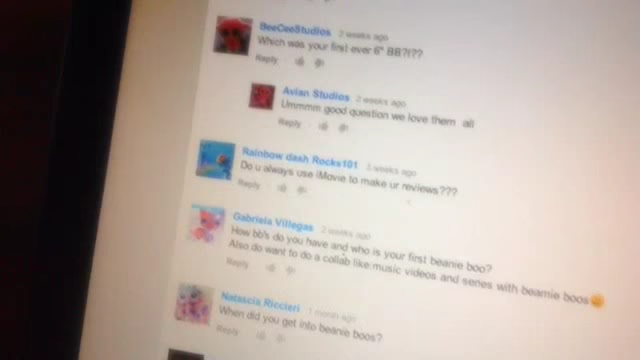 BeeCeeStudios 2 weeks ago
Which was your first ever 6" BB?!??
Reply
Avian Studios 2 weeks ago
Ummmm good question we love them all
Reply
Rainbow dash Rocks101 3 weeks ago
Do u always use iMovie to make ur reviews???
Reply
Gabriela Villegas 2 weeks ago
How bb's do you have and who is your first beanie boo?
Also do want to do a collab like:music videos and series with beamie boos
Reply
Natascia Riccieri 1 month ago
When did you get into beanie boos?
Reply